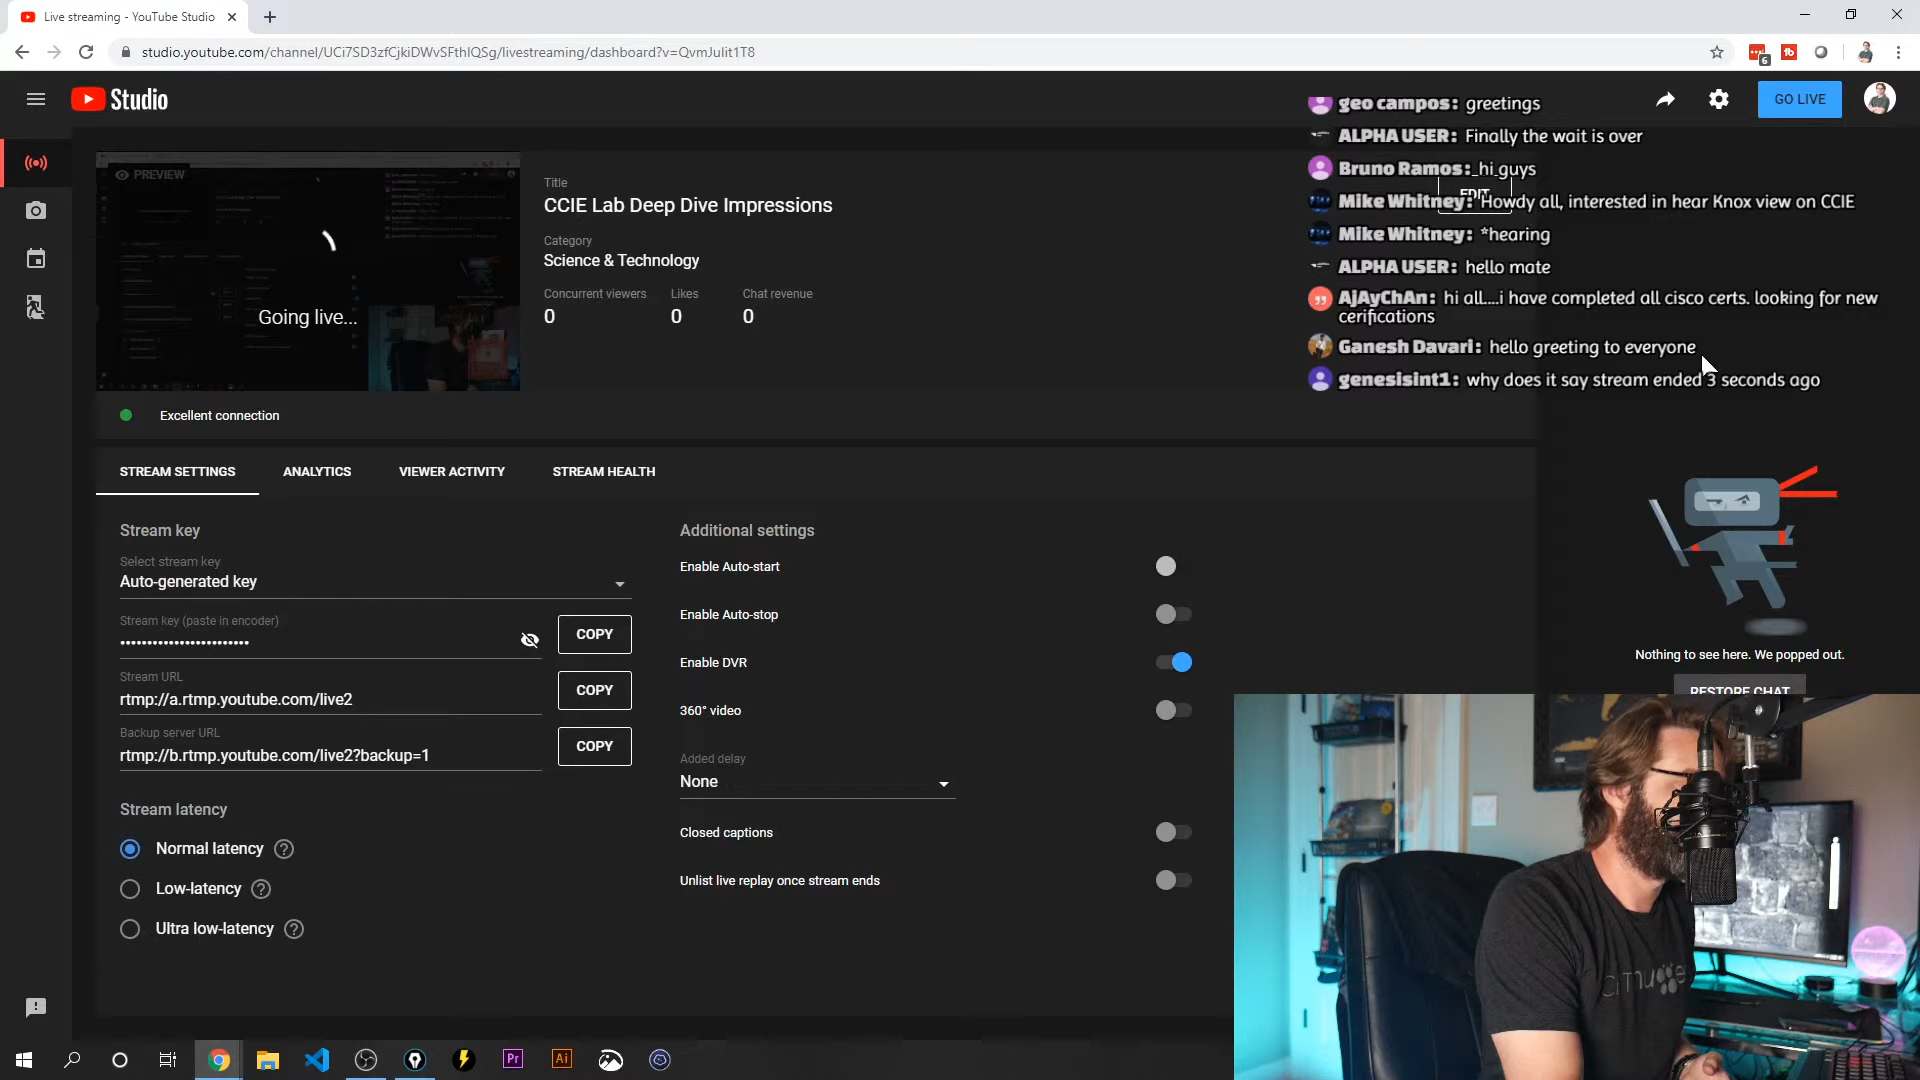 Live streaming - YouTube Studio
studio.youtube.com/channel/UCi7SD3zfCjkiDWvSFthIQSg/livestreaming/dashboard?v=QvmJulit1T8
6
Studio
GO LIVE
geo campos: greetings
ALPHA USER: Finally the wait is over
Bruno Ramos: hi guys
EDIT
Mike Whitney: Howdy all, interested in hear Knox view on CCIE
Mike Whitney: *hearing
ALPHA USER: hello mate
AjAyChAn: hi all....i have completed all cisco certs. looking for new
cerifications
Ganesh Davari: hello greeting to everyone
genesisint1: why does it say stream ended 3 seconds ago
PREVIEW
Going live...
Title
CCIE Lab Deep Dive Impressions
Category
Science & Technology
Concurrent viewers Likes Chat revenue
0 0 0
Excellent connection
STREAM SETTINGS ANALYTICS VIEWER ACTIVITY STREAM HEALTH
Stream key
Select stream key
Auto-generated key
Stream key (paste in encoder)
••••••••••••••••••••••••
COPY
Stream URL
rtmp://a.rtmp.youtube.com/live2
COPY
Backup server URL
rtmp://b.rtmp.youtube.com/live2?backup=1
COPY
Stream latency
Normal latency
Low-latency
Ultra low-latency
Additional settings
Enable Auto-start
Enable Auto-stop
Enable DVR
360° video
Added delay
None
Closed captions
Unlist live replay once stream ends
Nothing to see here. We popped out.
RESTORE CHAT
Pr
Ai